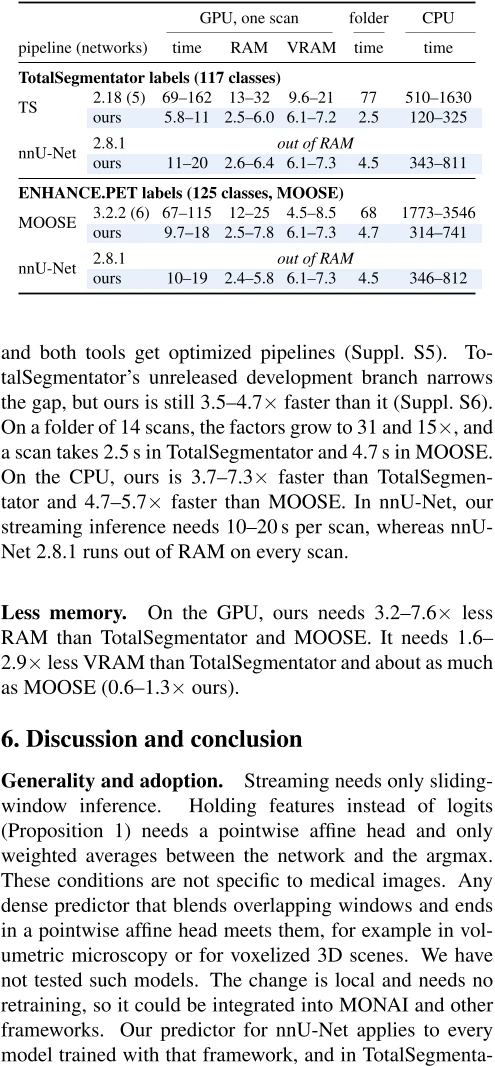 GPU, one scan folder CPU
pipeline (networks) time RAM VRAM time time
TotalSegmentator labels (117 classes)
TS 2.18 (5) 69–162 13–32 9.6–21 77 510–1630
ours 5.8–11 2.5–6.0 6.1–7.2 2.5 120–325
nnU-Net 2.8.1 out of RAM
ours 11–20 2.6–6.4 6.1–7.3 4.5 343–811
ENHANCE.PET labels (125 classes, MOOSE)
MOOSE 3.2.2 (6) 67–115 12–25 4.5–8.5 68 1773–3546
ours 9.7–18 2.5–7.8 6.1–7.3 4.7 314–741
nnU-Net 2.8.1 out of RAM
ours 10–19 2.4–5.8 6.1–7.3 4.5 346–812
and both tools get optimized pipelines (Suppl. S5). To-
talSegmentator's unreleased development branch narrows
the gap, but ours is still 3.5–4.7× faster than it (Suppl. S6).
On a folder of 14 scans, the factors grow to 31 and 15×, and
a scan takes 2.5 s in TotalSegmentator and 4.7 s in MOOSE.
On the CPU, ours is 3.7–7.3× faster than TotalSegmen-
tator and 4.7–5.7× faster than MOOSE. In nnU-Net, our
streaming inference needs 10–20 s per scan, whereas nnU-
Net 2.8.1 runs out of RAM on every scan.
Less memory. On the GPU, ours needs 3.2–7.6× less
RAM than TotalSegmentator and MOOSE. It needs 1.6–
2.9× less VRAM than TotalSegmentator and about as much
as MOOSE (0.6–1.3× ours).
6. Discussion and conclusion
Generality and adoption. Streaming needs only sliding-
window inference. Holding features instead of logits
(Proposition 1) needs a pointwise affine head and only
weighted averages between the network and the argmax.
These conditions are not specific to medical images. Any
dense predictor that blends overlapping windows and ends
in a pointwise affine head meets them, for example in vol-
umetric microscopy or for voxelized 3D scenes. We have
not tested such models. The change is local and needs no
retraining, so it could be integrated into MONAI and other
frameworks. Our predictor for nnU-Net applies to every
model trained with that framework, and in TotalSegmenta-